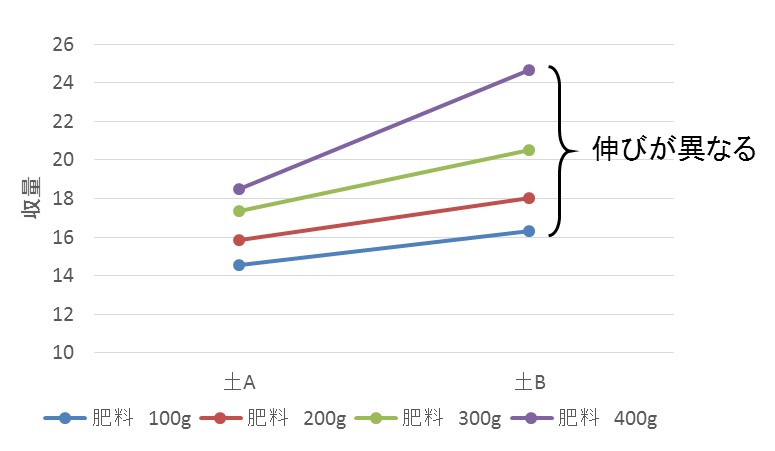 26
24
22
20
18
16
14
12
10
収量
伸びが異なる
土A
土B
肥料 100g
肥料 200g
肥料 300g
肥料 400g